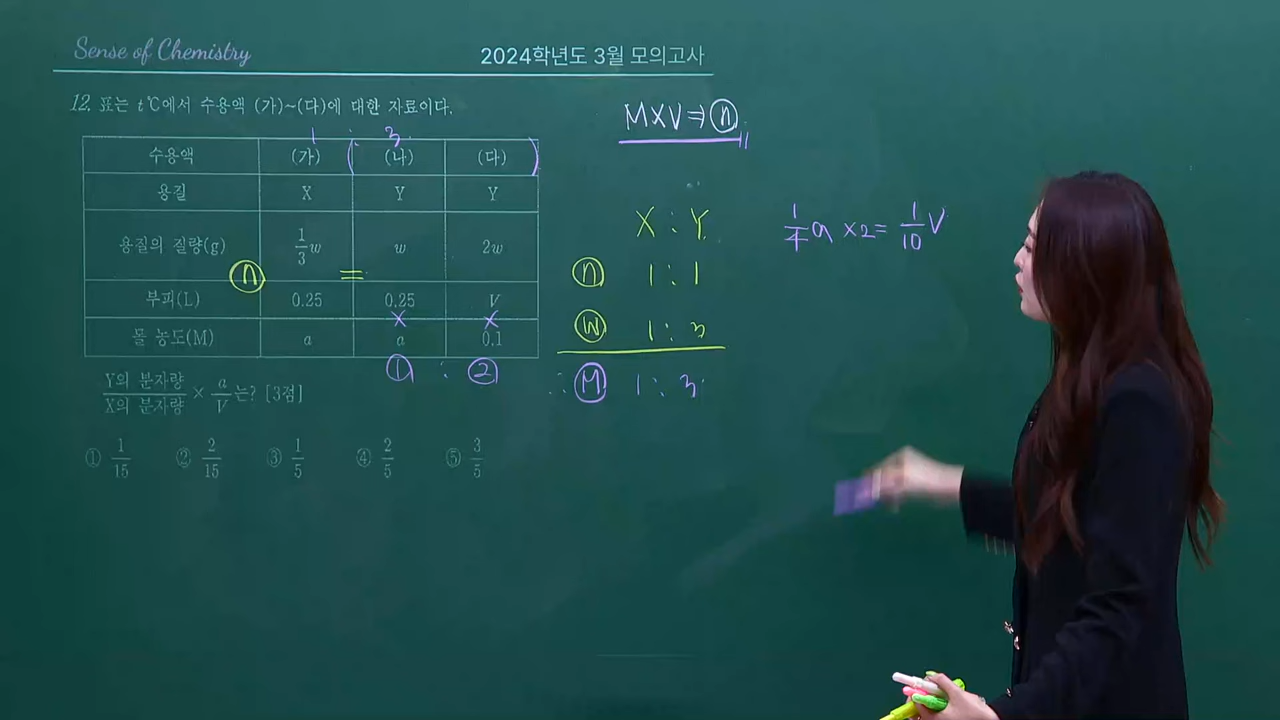 Sense of Chemistry
2024학년도 3월 모의고사
12. 표는 t℃에서 수용액 (가)~(다)에 대한 자료이다.
M×V⇒ⓝ
1 : 3
수용액 (가) (나) (다)
용질 X Y Y
용질의 질량(g) 1/3 w w 2w
ⓝ =
부피(L) 0.25 0.25 V
× ×
몰 농도(M) a a 0.1
① : ②
Y의 분자량/X의 분자량 × a/V 는? [3점]
① 1/15 ② 2/15 ③ 1/5 ④ 2/5 ⑤ 3/5
X : Y
ⓝ 1 : 1
ⓦ 1 : 3
∴ Ⓜ 1 : 3
1/4 a ×2= 1/10 V